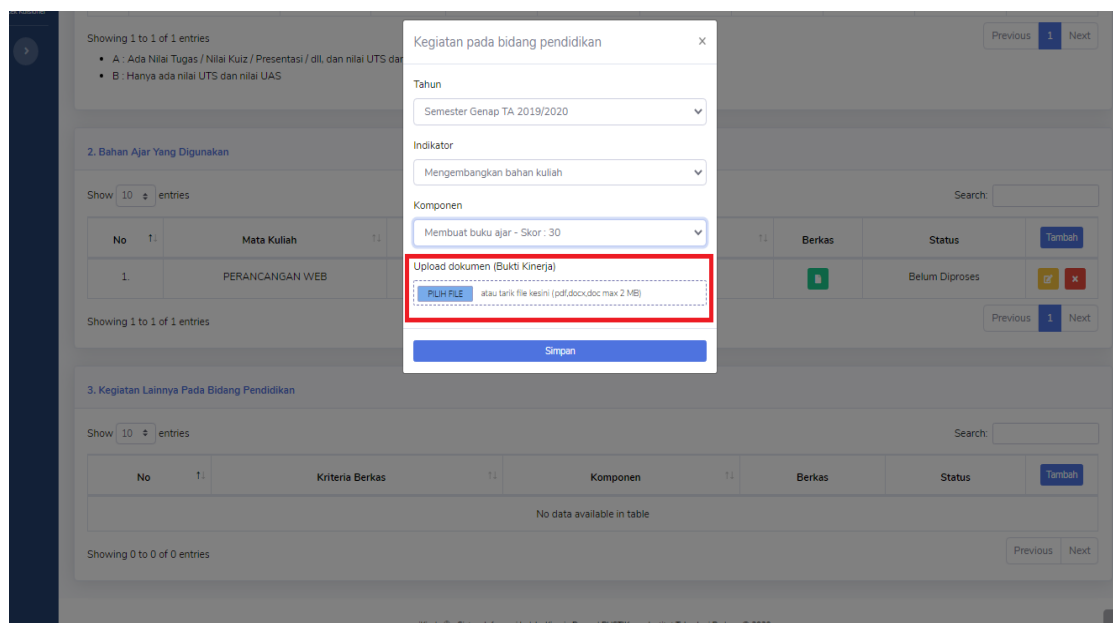 Showing 1 to 1 of 1 entries
Previous 1 Next
A : Ada Nilai Tugas / Nilai Kuiz / Presentasi / dll, dan nilai UTS dar
B : Hanya ada nilai UTS dan nilai UAS
Kegiatan pada bidang pendidikan ×
Tahun
Semester Genap TA 2019/2020
Indikator
Mengembangkan bahan kuliah
Komponen
Membuat buku ajar - Skor : 30
Upload dokumen (Bukti Kinerja)
PILIH FILE atau tarik file kesini (pdf,docx,doc max 2 MB)
Simpan
2. Bahan Ajar Yang Digunakan
Show 10 entries
Search:
No Mata Kuliah Berkas Status Tambah
1. PERANCANGAN WEB Belum Diproses
Showing 1 to 1 of 1 entries
Previous 1 Next
3. Kegiatan Lainnya Pada Bidang Pendidikan
Show 10 entries
Search:
No Kriteria Berkas Komponen Berkas Status Tambah
No data available in table
Showing 0 to 0 of 0 entries
Previous Next